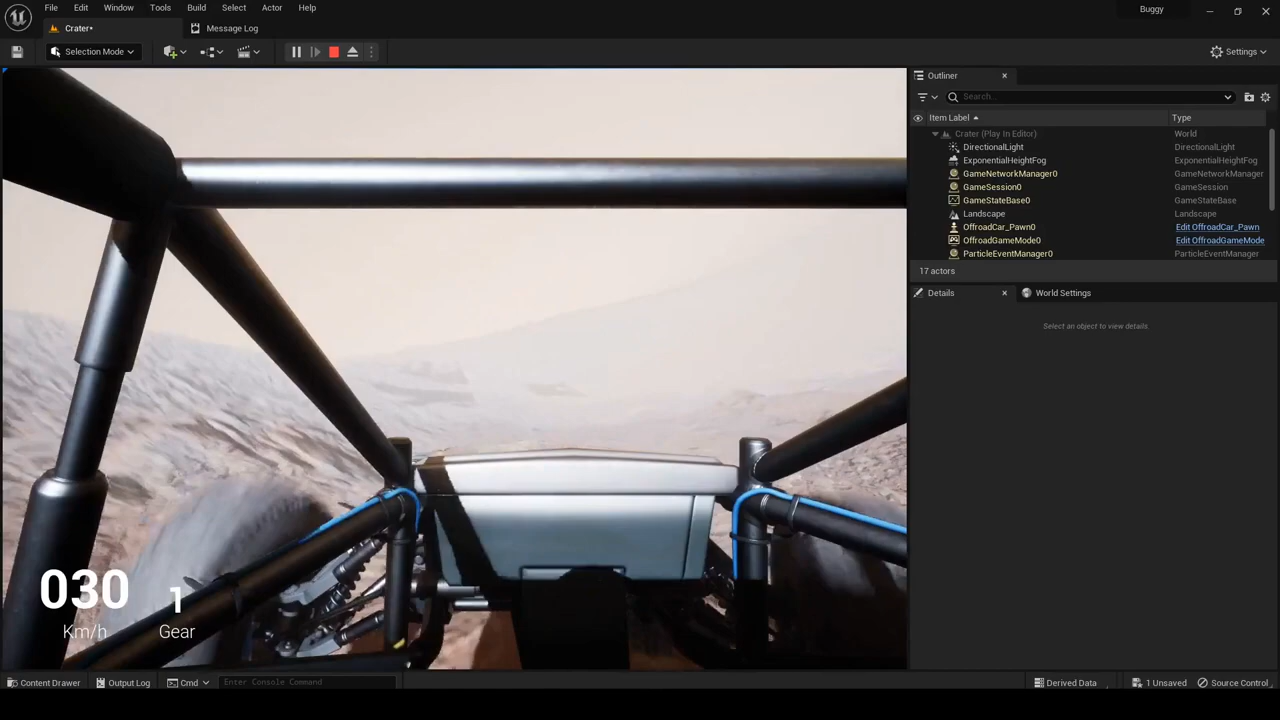 File Edit Window Tools Build Select Actor Help
Buggy
Crater•
Message Log
Selection Mode
Settings
Outliner
Search...
Item Label Type
Crater (Play In Editor) World
DirectionalLight DirectionalLight
ExponentialHeightFog ExponentialHeightFog
GameNetworkManager0 GameNetworkManager
GameSession0 GameSession
GameStateBase0 GameStateBase
Landscape Landscape
OffroadCar_Pawn0 Edit OffroadCar_Pawn
OffroadGameMode0 Edit OffroadGameMode
ParticleEventManager0 ParticleEventManager
17 actors
Details
World Settings
Select an object to view details.
030 1
Km/h Gear
Content Drawer Output Log Cmd Enter Console Command Derived Data 1 Unsaved Source Control